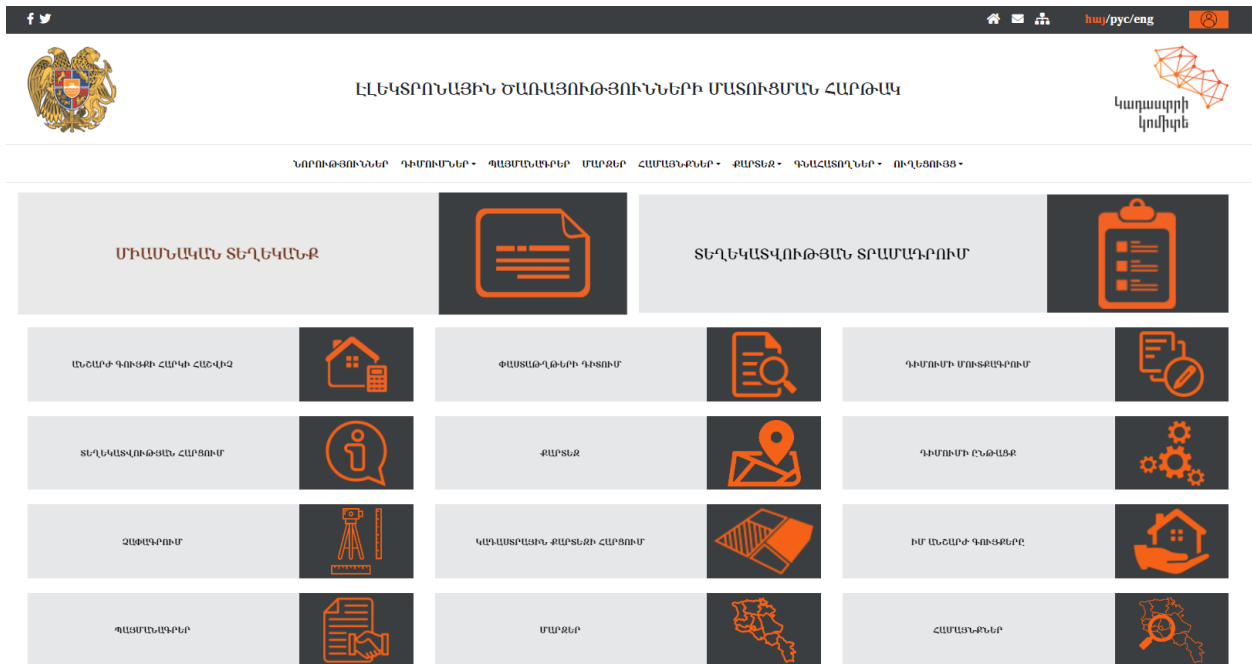 հայ/рус/eng
ԷԼԵԿՏՐՈՆԱՅԻՆ ԾԱՌԱՅՈՒԹՅՈՒՆՆԵՐԻ ՄԱՏՈՒՑՄԱՆ ՀԱՐԹԱԿ
Կադաստրի
կոմիտե
ՆՈՐՈՒԹՅՈՒՆՆԵՐ ԴԻՄՈՒՄՆԵՐ ՊԱՅՄԱՆԱԳՐԵՐ ՄԱՐԶԵՐ ՀԱՄԱՅՆՔՆԵՐ ՔԱՐՏԵԶ ԳՆԱՀԱՏՈՂՆԵՐ ՈՒՂԵՑՈՒՅՑ
ՄԻԱՍՆԱԿԱՆ ՏԵՂԵԿԱՆՔ
ՏԵՂԵԿԱՏՎՈՒԹՅԱՆ ՏՐԱՄԱԴՐՈՒՄ
ԱՆՇԱՐԺ ԳՈՒՅՔԻ ՀԱՐԿԻ ՀԱՇՎԻՉ
ՓԱՍՏԱԹՂԹԵՐԻ ԴԻՏՈՒՄ
ԴԻՄՈՒՄԻ ՄՈՒՏՔԱԳՐՈՒՄ
ՏԵՂԵԿԱՏՎՈՒԹՅԱՆ ՀԱՐՑՈՒՄ
ՔԱՐՏԵԶ
ԴԻՄՈՒՄԻ ԸՆԹԱՑՔ
ՉԱՓԱԳՐՈՒՄ
ԿԱԴԱՍՏՐԱՅԻՆ ՔԱՐՏԵԶԻ ՀԱՐՑՈՒՄ
ԻՄ ԱՆՇԱՐԺ ԳՈՒՅՔԵՐԸ
ՊԱՅՄԱՆԱԳՐԵՐ
ՄԱՐԶԵՐ
ՀԱՄԱՅՆՔՆԵՐ